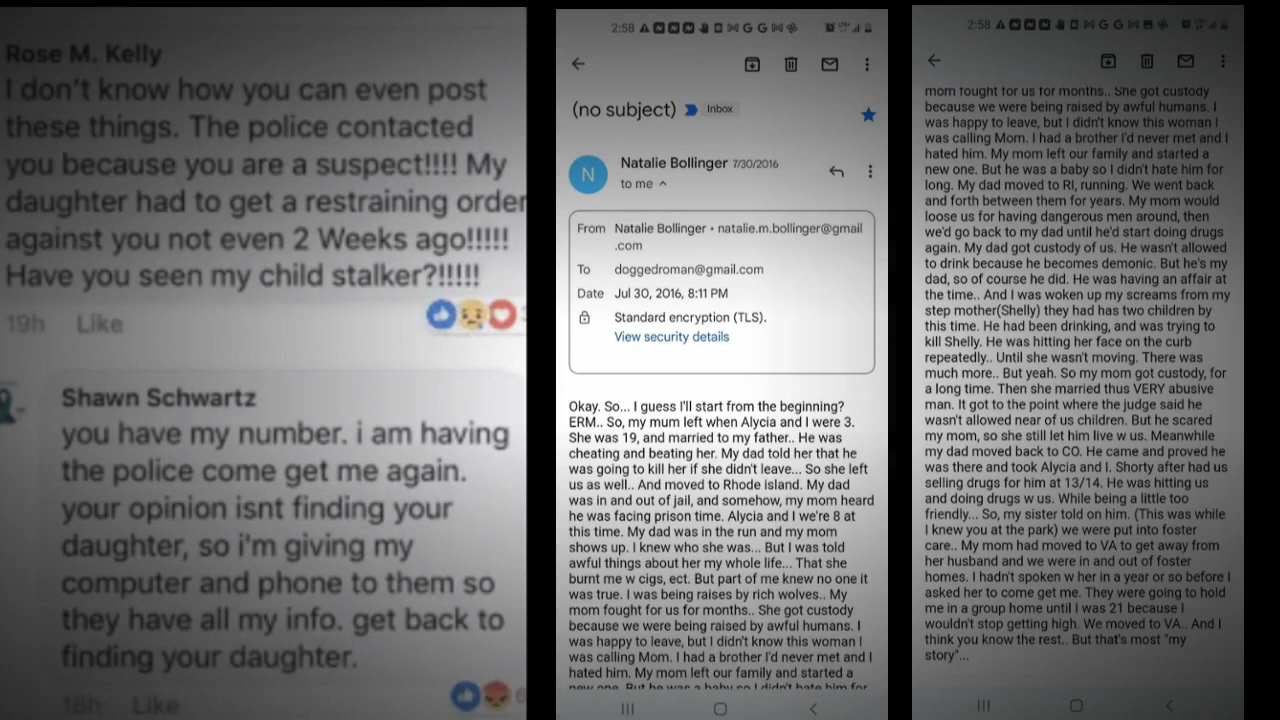 Rose M. Kelly
I don't know how you can even post
these things. The police contacted
you because you are a suspect!!!! My
daughter had to get a restraining order
against you not even 2 Weeks ago!!!!!
Have you seen my child stalker?!!!!!
19h Like
Shawn Schwartz
you have my number. i am having
the police come get me again.
your opinion isnt finding your
daughter, so i'm giving my
computer and phone to them so
they have all my info. get back to
finding your daughter.
Like
2:58
(no subject) Inbox
N
Natalie Bollinger 7/30/2016
to me
From Natalie Bollinger • natalie.m.bollinger@gmail
.com
To doggedroman@gmail.com
Date Jul 30, 2016, 8:11 PM
Standard encryption (TLS).
View security details
Okay. So... I guess I'll start from the beginning?
ERM.. So, my mum left when Alycia and I were 3.
She was 19, and married to my father.. He was
cheating and beating her. My dad told her that he
was going to kill her if she didn't leave... So she left
us as well.. And moved to Rhode island. My dad
was in and out of jail, and somehow, my mom heard
he was facing prison time. Alycia and I we're 8 at
this time. My dad was in the run and my mom
shows up. I knew who she was... But I was told
awful things about her my whole life... That she
burnt me w cigs, ect. But part of me knew no one it
was true. I was being raises by rich wolves.. My
mom fought for us for months.. She got custody
because we were being raised by awful humans. I
was happy to leave, but I didn't know this woman I
was calling Mom. I had a brother I'd never met and I
hated him. My mom left our family and started a
new one. But he was a baby so I didn't hate him for
2:58
mom fought for us for months.. She got custody
because we were being raised by awful humans. I
was happy to leave, but I didn't know this woman I
was calling Mom. I had a brother I'd never met and I
hated him. My mom left our family and started a
new one. But he was a baby so I didn't hate him for
long. My dad moved to RI, running. We went back
and forth between them for years. My mom would
loose us for having dangerous men around, then
we'd go back to my dad until he'd start doing drugs
again. My dad got custody of us. He wasn't allowed
to drink because he becomes demonic. But he's my
dad, so of course he did. He was having an affair at
the time.. And I was woken up my screams from my
step mother(Shelly) they had has two children by
this time. He had been drinking, and was trying to
kill Shelly. He was hitting her face on the curb
repeatedly.. Until she wasn't moving. There was
much more.. But yeah. So my mom got custody, for
a long time. Then she married thus VERY abusive
man. It got to the point where the judge said he
wasn't allowed near of us children. But he scared
my mom, so she still let him live w us. Meanwhile
my dad moved back to CO. He came and proved he
was there and took Alycia and I. Shorty after had us
selling drugs for him at 13/14. He was hitting us
and doing drugs w us. While being a little too
friendly... So, my sister told on him. (This was while
I knew you at the park) we were put into foster
care.. My mom had moved to VA to get away from
her husband and we were in and out of foster
homes. I hadn't spoken w her in a year or so before I
asked her to come get me. They were going to hold
me in a group home until I was 21 because I
wouldn't stop getting high. We moved to VA.. And I
think you know the rest.. But that's most "my
story"...